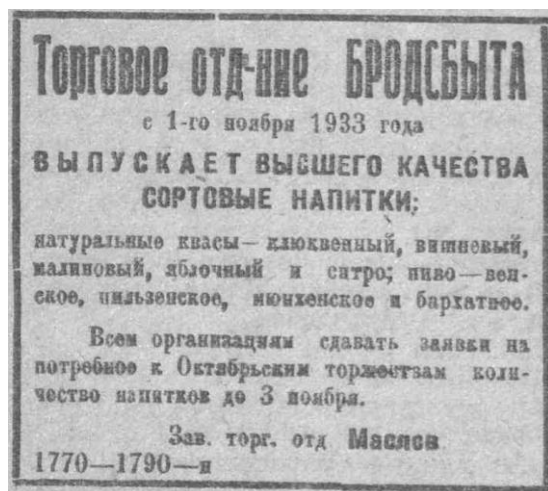 Торговое отд-ние БРОДСБЫТА
с 1-го ноября 1933 года
ВЫПУСКАЕТ ВЫСШЕГО КАЧЕСТВА
СОРТОВЫЕ НАПИТКИ:
натуральные квасы—клюквенный, вишневый,
малиновый, яблочный и ситро; пиво—вен-
ское, пильзенское, мюнхенское и бархатное.
Всем организациям сдавать заявки на
потребное к Октябрьским торжествам коли-
чество напитков до 3 ноября.
Зав. торг. отд Маслов
1770—1790—н